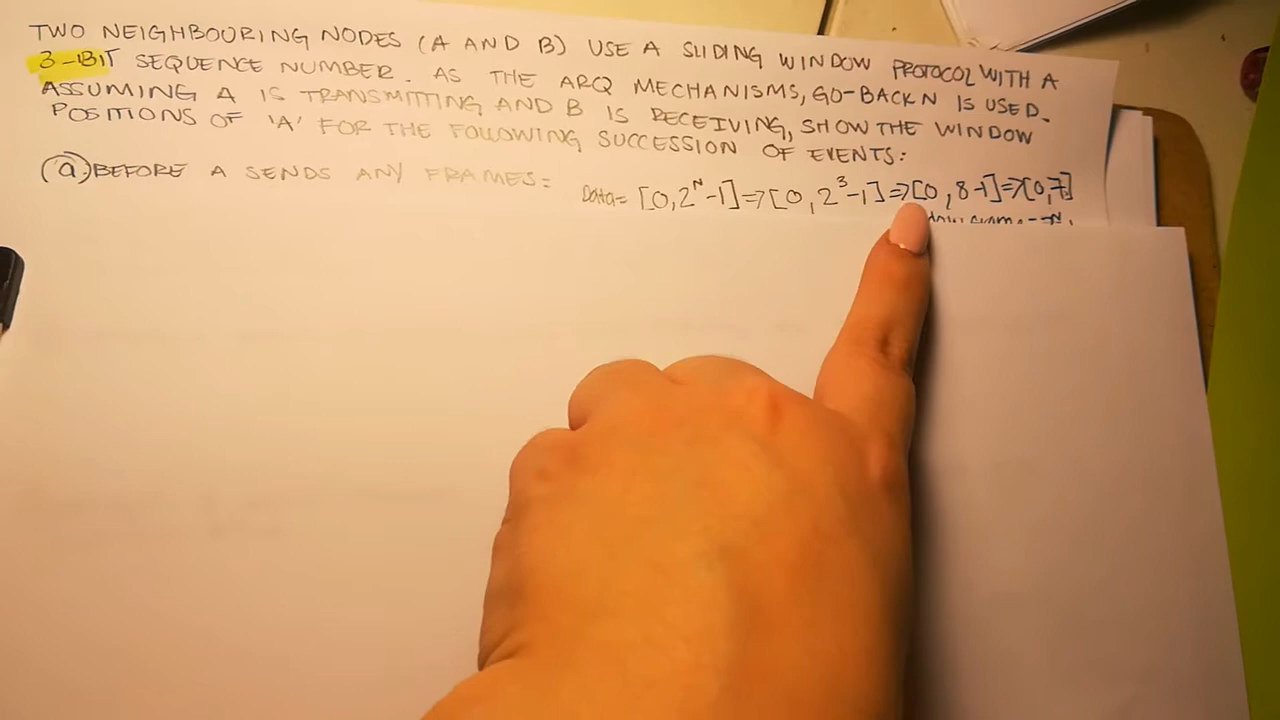 TWO NEIGHBOURING NODES (A AND B) USE A SLIDING WINDOW PROTOCOL WITH A
3-BIT SEQUENCE NUMBER. AS THE ARQ MECHANISMS, GO-BACK N IS USED.
ASSUMING A IS TRANSMITTING AND B IS RECEIVING, SHOW THE WINDOW
POSITIONS OF 'A' FOR THE FOLLOWING SUCCESSION OF EVENTS:
(a) BEFORE A SENDS ANY FRAMES:
Data= [0, 2^N -1] => [0, 2^3 -1] => [0, 8-1] => [0,7]